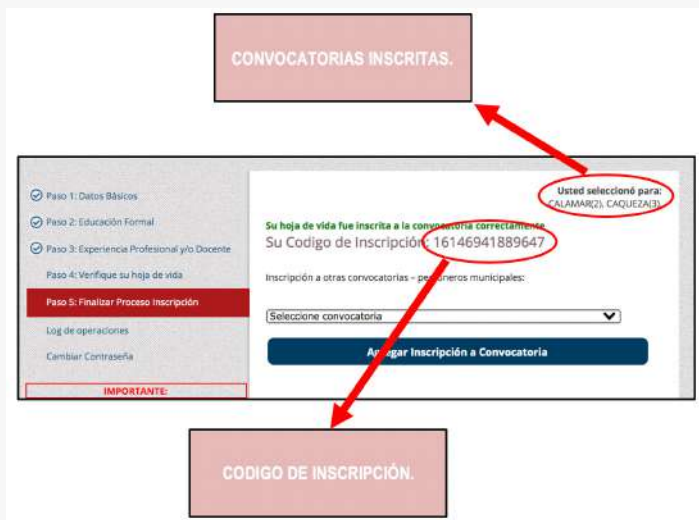 CONVOCATORIAS INSCRITAS.
Usted seleccionó para:
CALAMAR(2), CAQUEZA(3)
Paso 1: Datos Básicos
Paso 2: Educación Formal
Paso 3: Experiencia Profesional y/o Docente
Paso 4: Verifique su hoja de vida
Paso 5: Finalizar Proceso Inscripción
Log de operaciones
Cambiar Contraseña
IMPORTANTE:
Su hoja de vida fue inscrita a la convocatoria correctamente
Su Codigo de Inscripción: 16146941889647
Inscripción a otras convocatorias – personeros municipales:
Seleccione convocatoria
Agregar Inscripción a Convocatoria
CODIGO DE INSCRIPCIÓN.